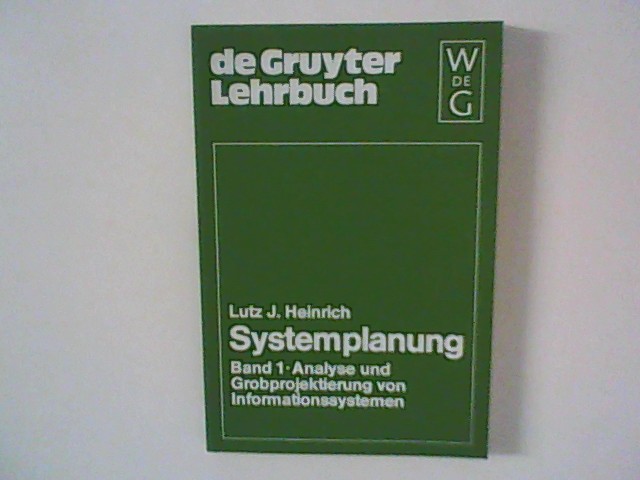 de Gruyter
Lehrbuch
W
DE
G
Lutz J. Heinrich
Systemplanung
Band 1 · Analyse und
Grobprojektierung von
Informationssystemen